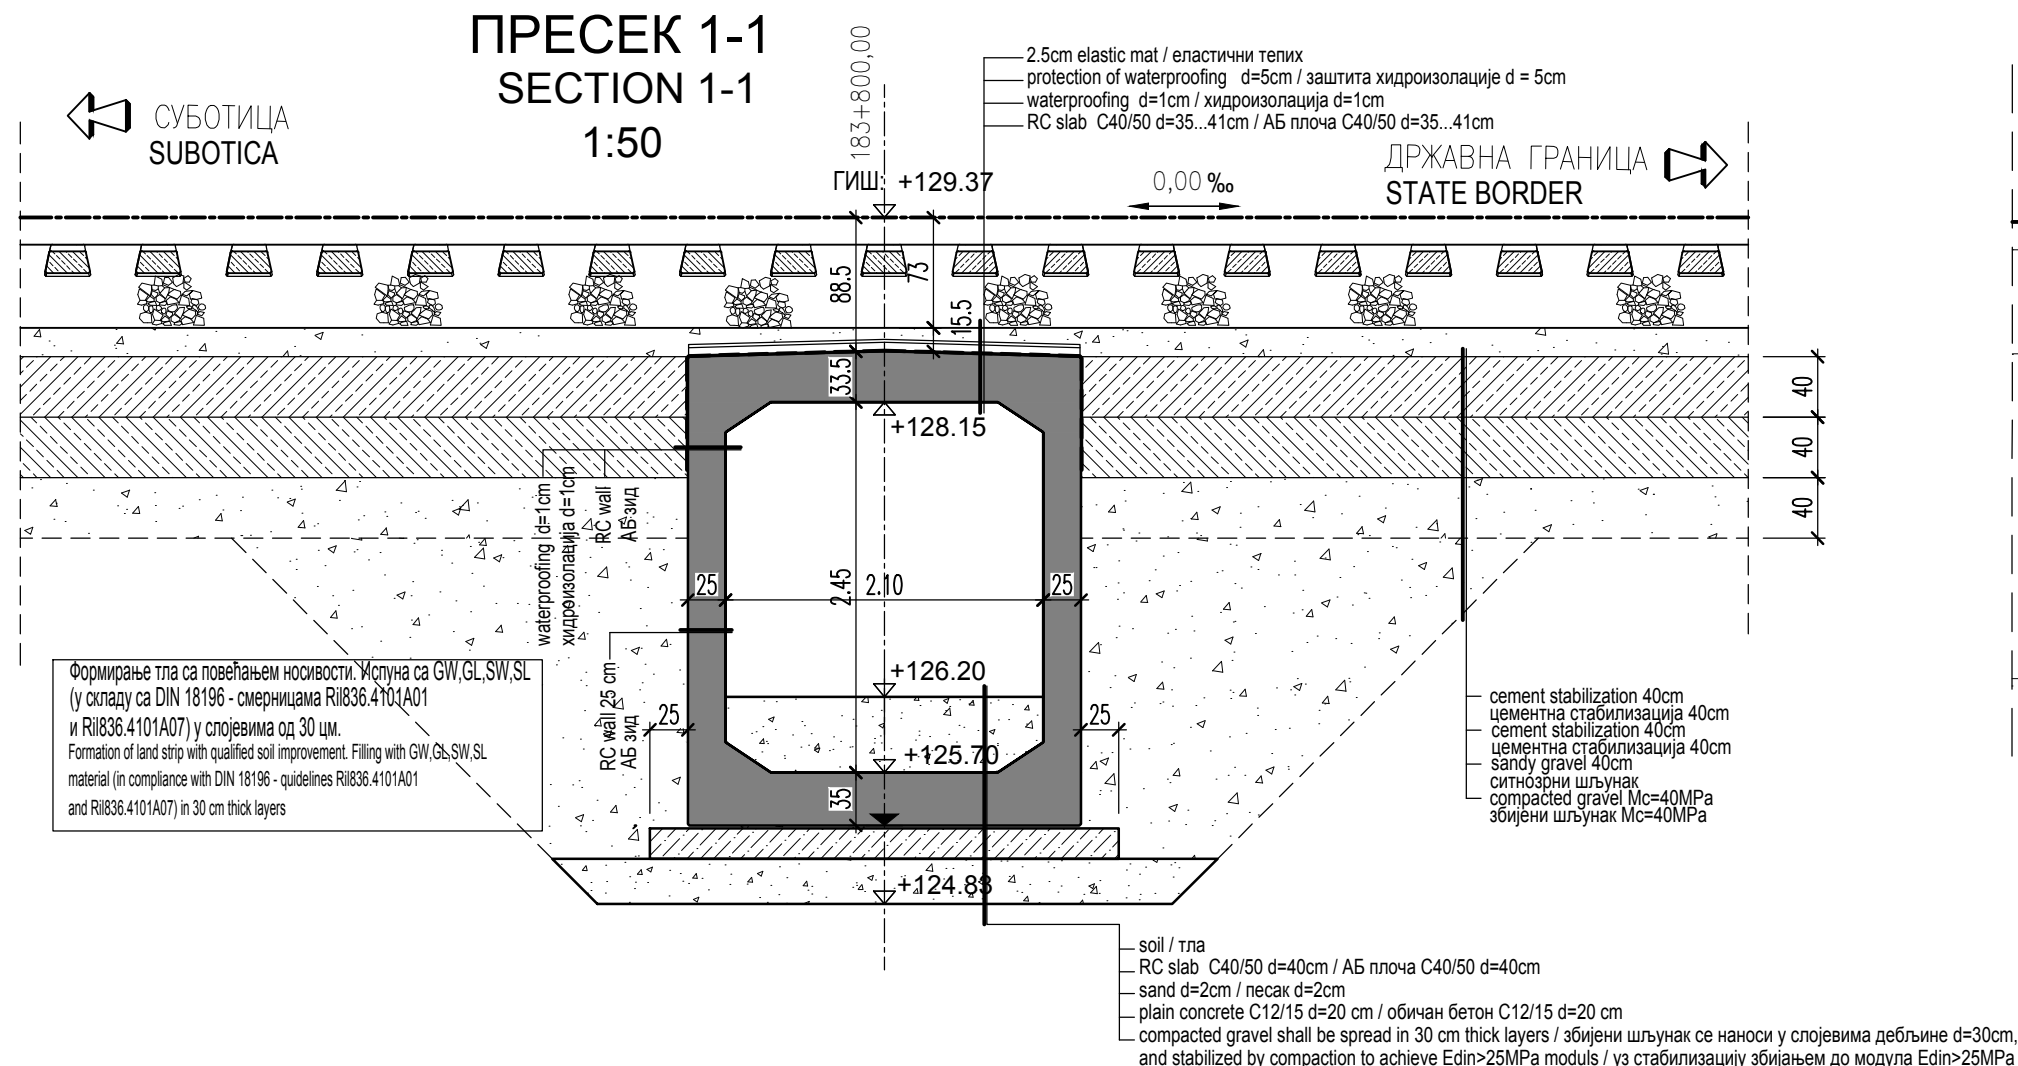 ПРЕСЕК 1-1
SECTION 1-1
1:50
СУБОТИЦА
SUBOTICA
183+800,00
ГИШ: +129.37
2.5cm elastic mat / еластични тепих
protection of waterproofing d=5cm / заштита хидроизолације d = 5cm
waterproofing d=1cm / хидроизолација d=1cm
RC slab C40/50 d=35...41cm / АБ плоча C40/50 d=35...41cm
0,00 ‰
ДРЖАВНА ГРАНИЦА
STATE BORDER
88.5
73
15.5
33.5
+128.15
40
40
40
waterproofing d=1cm
хидроизолација d=1cm
RC wall
АБ зид
25
2.45
2.10
25
+126.20
RC wall 25 cm
АБ зид
25
25
+125.70
35
+124.83
Формирање тла са повећањем носивости. Испуна са GW,GL,SW,SL
(у складу са DIN 18196 - смерницама Ril836.4101A01
и Ril836.4101A07) у слојевима од 30 цм.
Formation of land strip with qualified soil improvement. Filling with GW,GL,SW,SL
material (in compliance with DIN 18196 - quidelines Ril836.4101A01
and Ril836.4101A07) in 30 cm thick layers
cement stabilization 40cm
цементна стабилизација 40cm
cement stabilization 40cm
цементна стабилизација 40cm
sandy gravel 40cm
ситнозрни шљунак
compacted gravel Mc=40MPa
збијени шљунак Mc=40MPa
soil / тла
RC slab C40/50 d=40cm / АБ плоча C40/50 d=40cm
sand d=2cm / песак d=2cm
plain concrete C12/15 d=20 cm / обичан бетон C12/15 d=20 cm
compacted gravel shall be spread in 30 cm thick layers / збијени шљунак се наноси у слојевима дебљине d=30cm,
and stabilized by compaction to achieve Edin>25MPa moduls / уз стабилизацију збијањем до модула Edin>25MPa